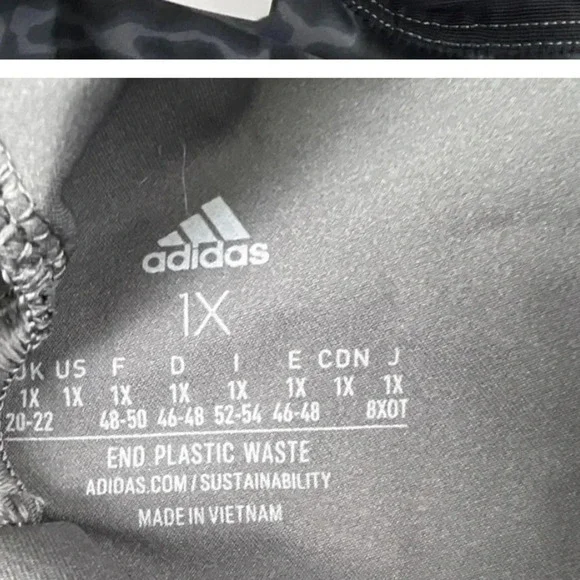 adidas
1X
UK US F D I E CDN J
1X 1X 1X 1X 1X 1X 1X 1X
20-22 48-50 46-48 52-54 46-48 8XOT
END PLASTIC WASTE
ADIDAS.COM/SUSTAINABILITY
MADE IN VIETNAM